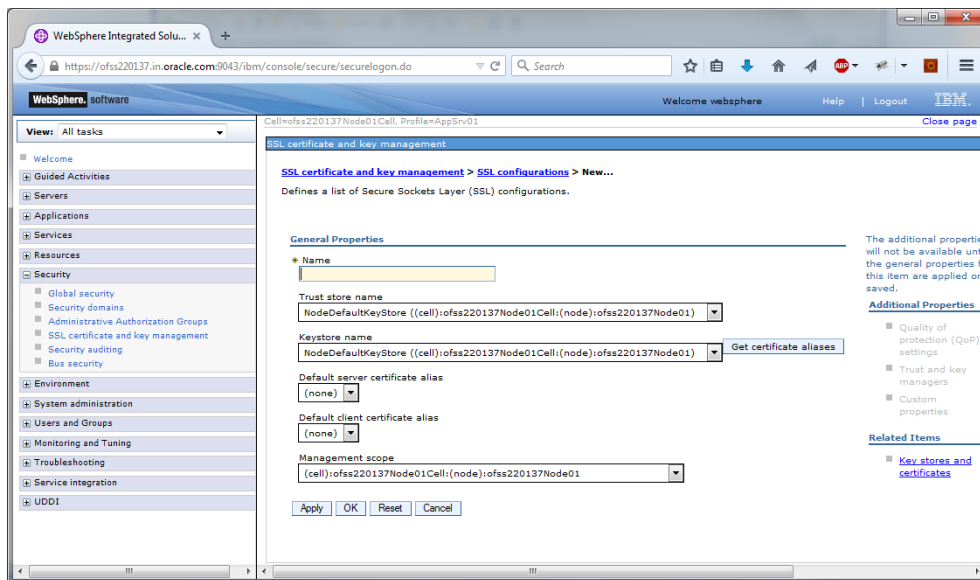 WebSphere Integrated Solu...
https://ofss220137.in.oracle.com:9043/ibm/console/secure/securelogon.do
Search
ABP
WebSphere. software
Welcome websphere
Help | Logout
IBM.
View: All tasks
Cell=ofss220137Node01Cell, Profile=AppSrv01
Close page
Welcome
Guided Activities
Servers
Applications
Services
Resources
Security
Global security
Security domains
Administrative Authorization Groups
SSL certificate and key management
Security auditing
Bus security
Environment
System administration
Users and Groups
Monitoring and Tuning
Troubleshooting
Service integration
UDDI
SSL certificate and key management
SSL certificate and key management > SSL configurations > New...
Defines a list of Secure Sockets Layer (SSL) configurations.
General Properties
* Name
Trust store name
NodeDefaultKeyStore ((cell):ofss220137Node01Cell:(node):ofss220137Node01)
Keystore name
NodeDefaultKeyStore ((cell):ofss220137Node01Cell:(node):ofss220137Node01)
Get certificate aliases
Default server certificate alias
(none)
Default client certificate alias
(none)
Management scope
(cell):ofss220137Node01Cell:(node):ofss220137Node01
Apply OK Reset Cancel
The additional propertie
will not be available unt
the general properties f
this item are applied or
saved.
Additional Properties
Quality of
protection (QoP)
settings
Trust and key
managers
Custom
properties
Related Items
Key stores and
certificates